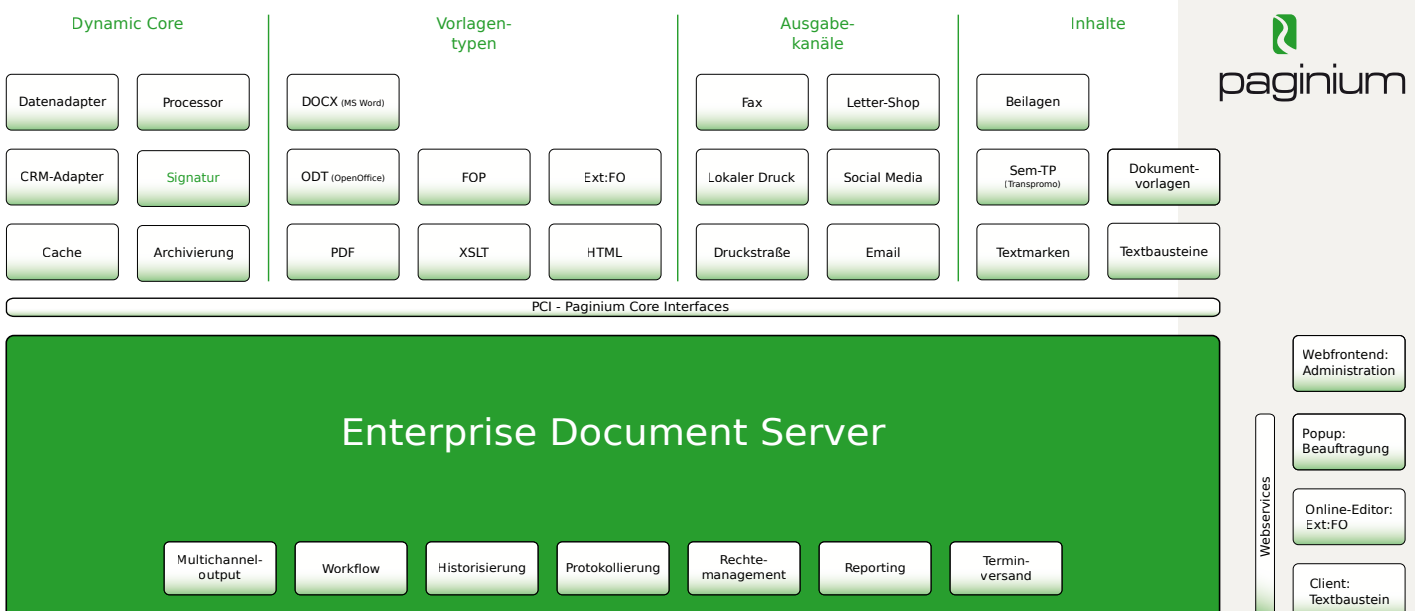 Dynamic Core
Vorlagen-
typen
Ausgabe-
kanäle
Inhalte
paginium
Datenadapter
Processor
DOCX (MS Word)
Fax
Letter-Shop
Beilagen
CRM-Adapter
Signatur
ODT (OpenOffice)
FOP
Ext:FO
Lokaler Druck
Social Media
Sem-TP
(Transpromo)
Dokument-
vorlagen
Cache
Archivierung
PDF
XSLT
HTML
Druckstraße
Email
Textmarken
Textbausteine
PCI - Paginium Core Interfaces
Enterprise Document Server
Multichannel-
output
Workflow
Historisierung
Protokollierung
Rechte-
management
Reporting
Termin-
versand
Webservices
Webfrontend:
Administration
Popup:
Beauftragung
Online-Editor:
Ext:FO
Client:
Textbaustein